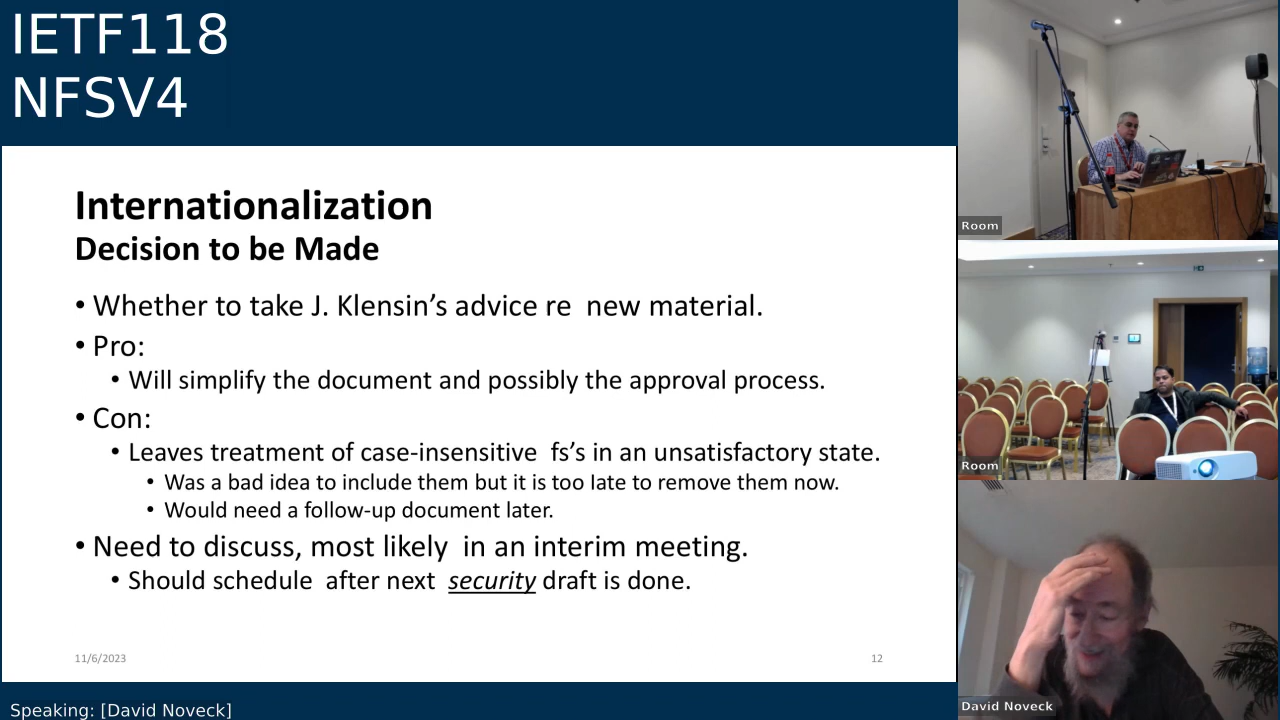 IETF118
NFSV4
Internationalization
Decision to be Made
• Whether to take J. Klensin’s advice re  new material.
• Pro:
• Will simplify the document and possibly the approval process.
• Con:
• Leaves treatment of case-insensitive  fs’s in an unsatisfactory state.
• Was a bad idea to include them but it is too late to remove them now.
• Would need a follow-up document later.
• Need to discuss, most likely  in an interim meeting.
• Should schedule  after next  security draft is done.
11/6/2023
12
Room
Room
David Noveck
Speaking: [David Noveck]